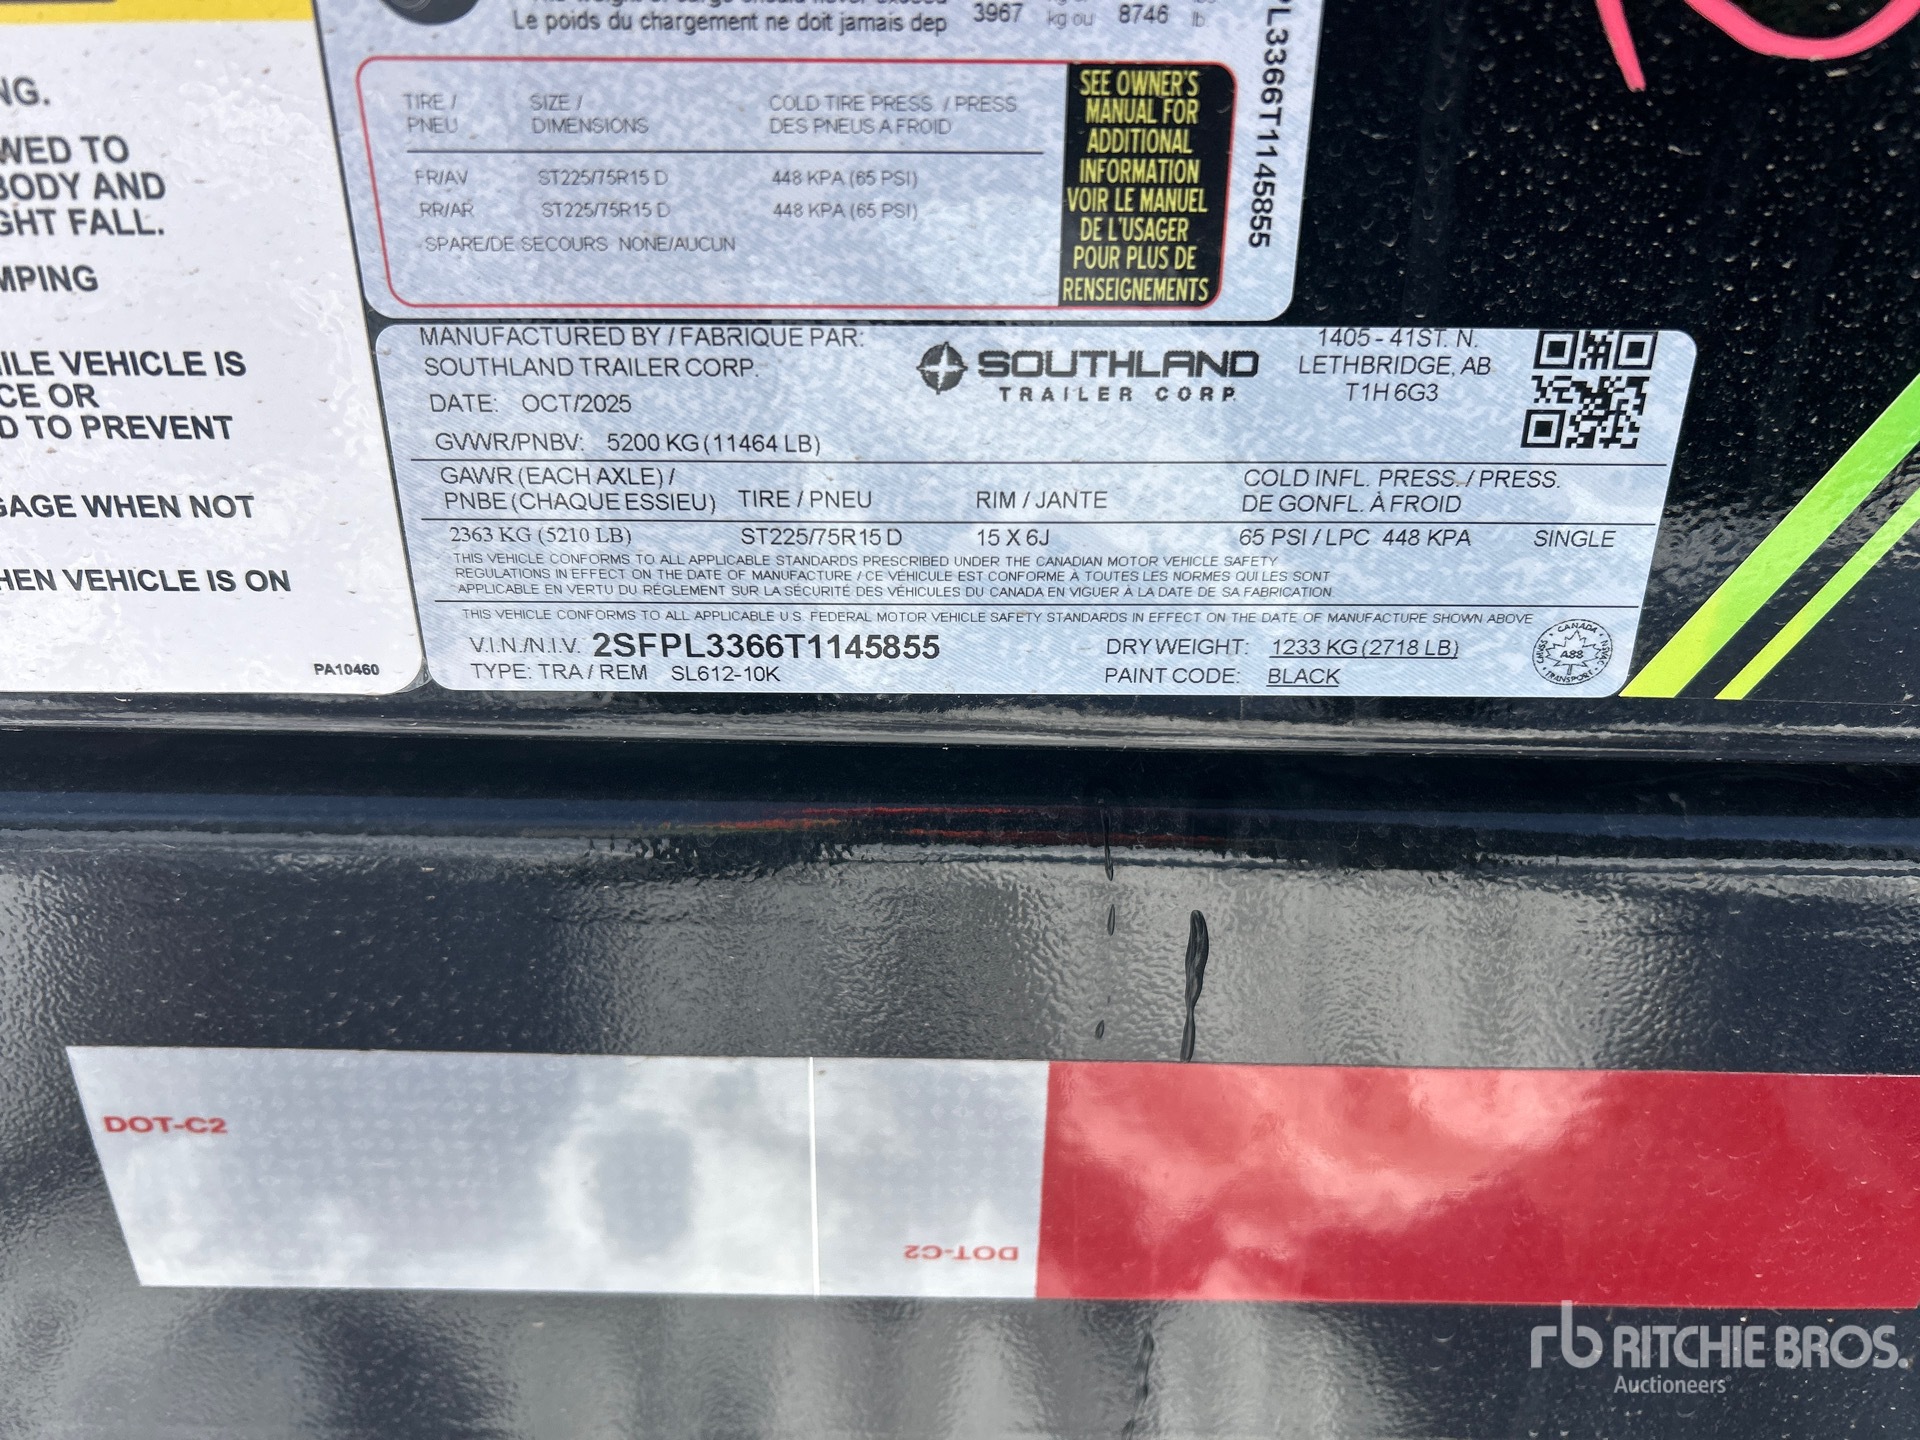 Le poids du chargement ne doit jamais dep 3967 kg ou 8746 lb
TIRE / PNEU
SIZE / DIMENSIONS
COLD TIRE PRESS. / PRESS
DES PNEUS A FROID
FR/AV ST225/75R15 D 448 KPA (65 PSI)
RR/AR ST225/75R15 D 448 KPA (65 PSI)
SPARE/DE SECOURS NONE/AUCUN
SEE OWNER'S
MANUAL FOR
ADDITIONAL
INFORMATION
VOIR LE MANUEL
DE L'USAGER
POUR PLUS DE
RENSEIGNEMENTS
PL3366T1145855
NG.
WED TO
BODY AND
GHT FALL.
MPING
ILE VEHICLE IS
CE OR
D TO PREVENT
GAGE WHEN NOT
HEN VEHICLE IS ON
PA10460
MANUFACTURED BY / FABRIQUE PAR:
SOUTHLAND TRAILER CORP.
DATE: OCT/2025
GVWR/PNBV: 5200 KG (11464 LB)
SOUTHLAND
TRAILER CORP.
1405 - 41ST. N.
LETHBRIDGE, AB
T1H 6G3
GAWR (EACH AXLE) /
PNBE (CHAQUE ESSIEU) TIRE / PNEU RIM / JANTE
COLD INFL. PRESS. / PRESS.
DE GONFL. À FROID
2363 KG (5210 LB) ST225/75R15 D 15 X 6J 65 PSI / LPC 448 KPA SINGLE
THIS VEHICLE CONFORMS TO ALL APPLICABLE STANDARDS PRESCRIBED UNDER THE CANADIAN MOTOR VEHICLE SAFETY
REGULATIONS IN EFFECT ON THE DATE OF MANUFACTURE / CE VÉHICULE EST CONFORME À TOUTES LES NORMES QUI LES SONT
APPLICABLE EN VERTU DU RÉGLEMENT SUR LA SÉCURITÉ DES VÉHICULES DU CANADA EN VIGUER À LA DATE DE SA FABRICATION
THIS VEHICLE CONFORMS TO ALL APPLICABLE U.S. FEDERAL MOTOR VEHICLE SAFETY STANDARDS IN EFFECT ON THE DATE OF MANUFACTURE SHOWN ABOVE
V.I.N./N.I.V. 2SFPL3366T1145855 DRY WEIGHT: 1233 KG (2718 LB)
TYPE: TRA / REM SL612-10K PAINT CODE: BLACK
CANADA
A88
TRANSPORT
DOT-C2
DOT-C2
rb RITCHIE BROS.
Auctioneers